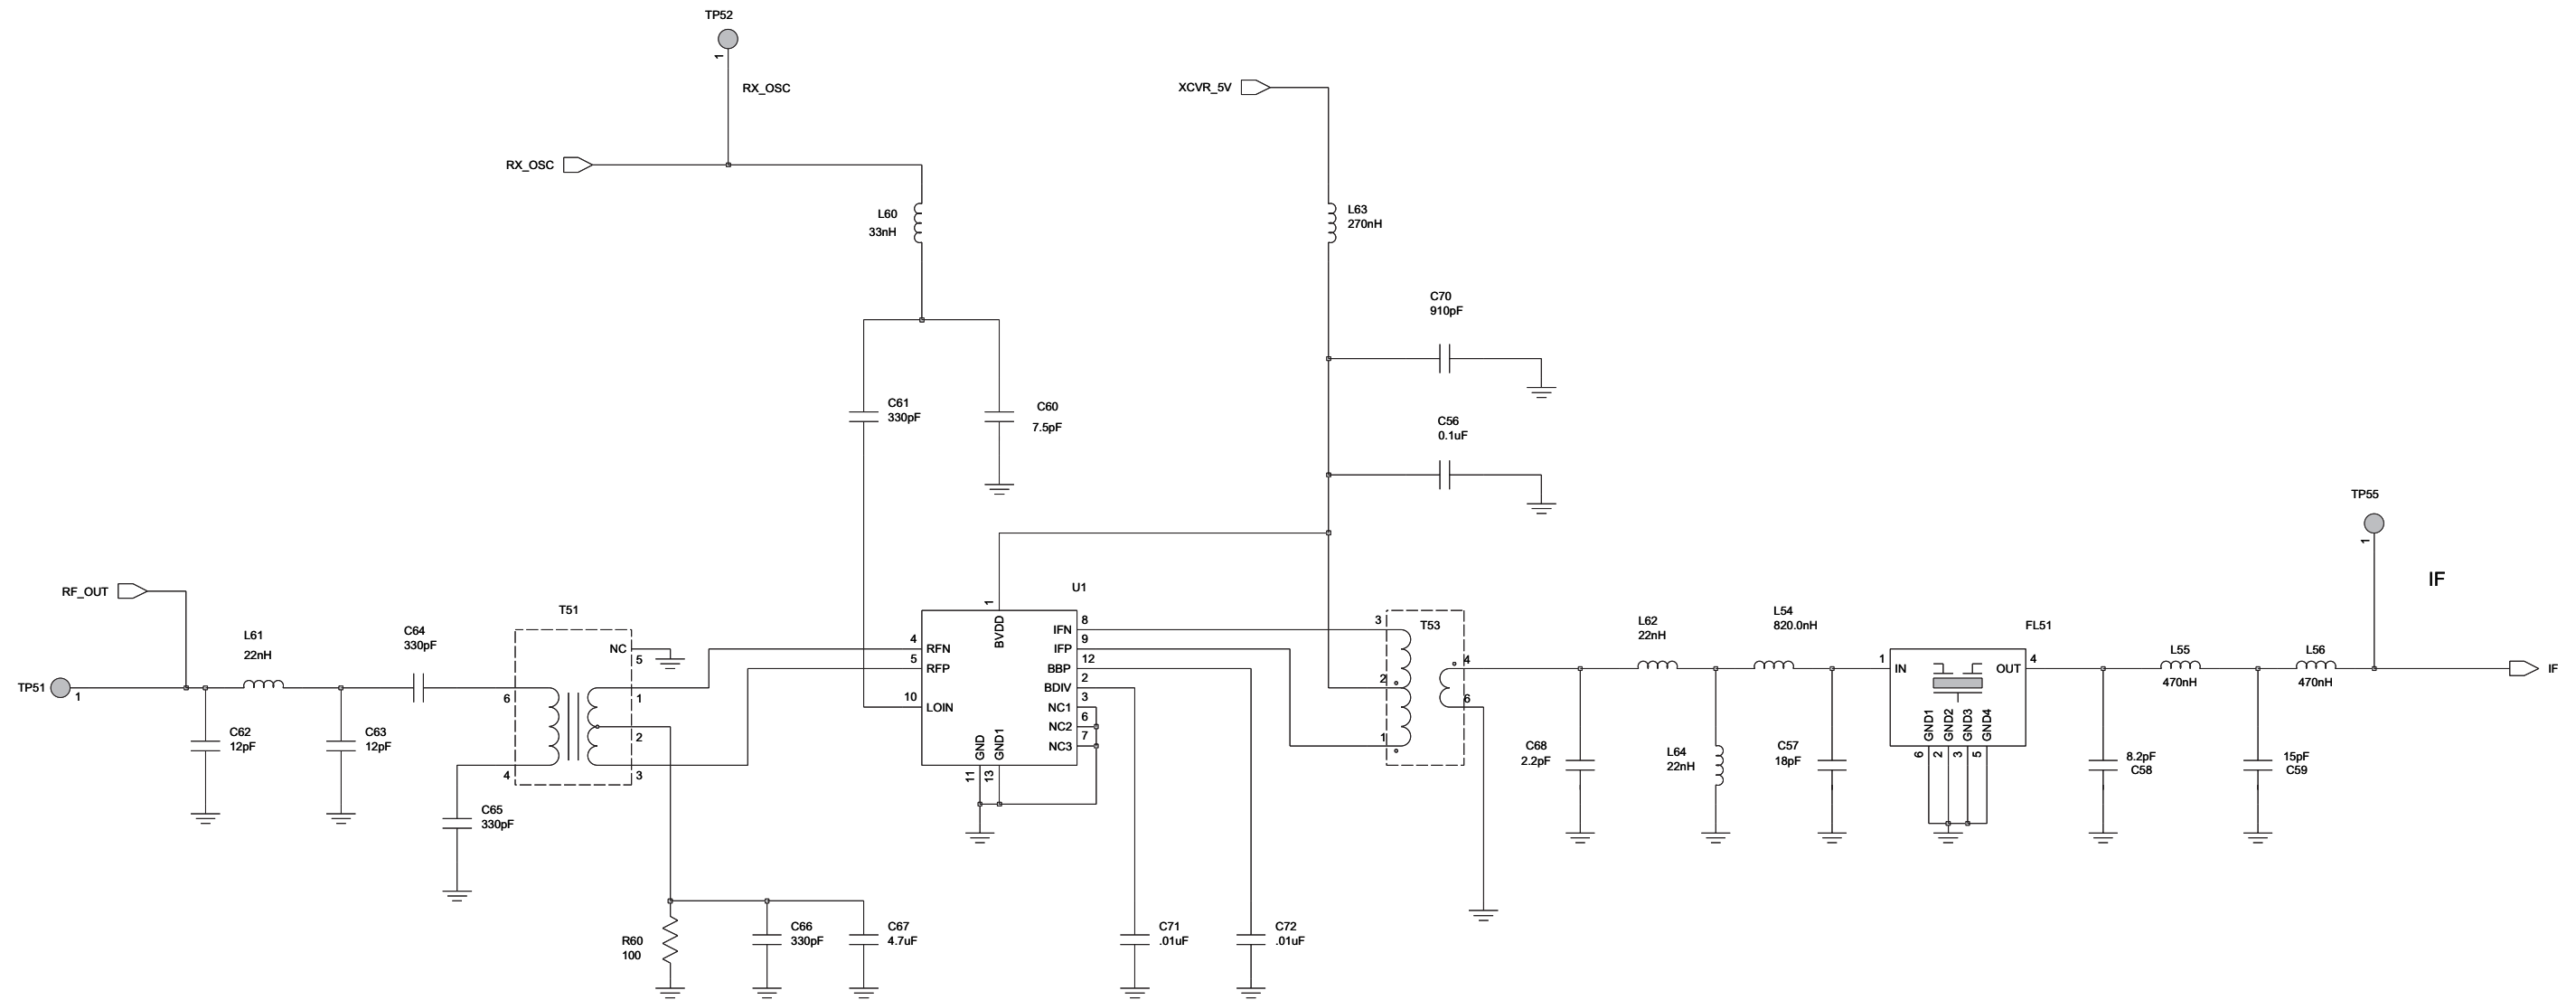 TP52
1
RX_OSC
RX_OSC
XCVR_5V
L60
33nH
L63
270nH
C70
910pF
C61
330pF
C60
7.5pF
C56
0.1uF
TP55
1
IF
RF_OUT
TP51
1
L61
22nH
C64
330pF
C62
12pF
C63
12pF
C65
330pF
T51
NC
5
6
4
1
2
3
R60
100
C66
330pF
C67
4.7uF
U1
1
BVDD
4
RFN
5
RFP
10
LOIN
IFN
8
IFP
9
BBP
12
BDIV
2
NC1
3
NC2
6
NC3
7
GND
GND1
11
13
C71
.01uF
C72
.01uF
T53
3
2
1
4
6
C68
2.2pF
L62
22nH
L64
22nH
L54
820.0nH
C57
18pF
FL51
1
IN
OUT
4
GND1
GND2
GND3
GND4
6
2
3
5
8.2pF
C58
L55
470nH
15pF
C59
L56
470nH
IF